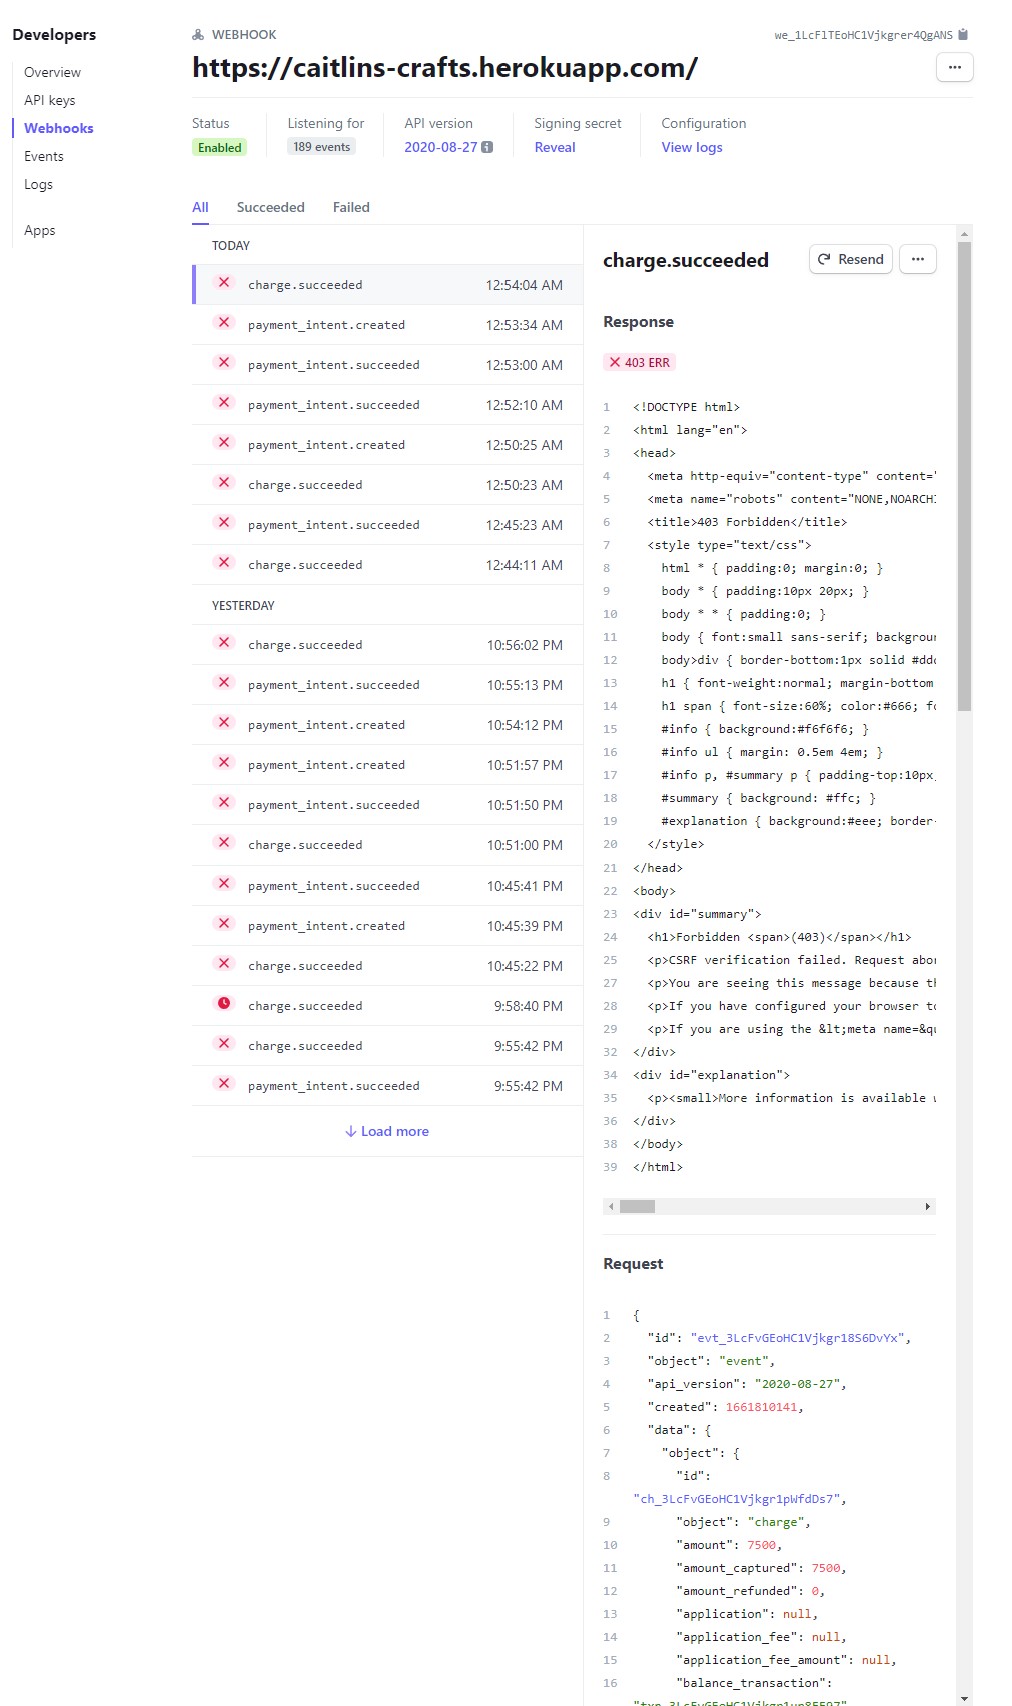 Developers
Overview
API keys
Webhooks
Events
Logs
Apps
WEBHOOK
we_1LcFlTEoHC1Vjkgrer4QgANS
https://caitlins-crafts.herokuapp.com/
Status
Enabled
Listening for
189 events
API version
2020-08-27
Signing secret
Reveal
Configuration
View logs
All Succeeded Failed
TODAY
charge.succeeded 12:54:04 AM
payment_intent.created 12:53:34 AM
payment_intent.succeeded 12:53:00 AM
payment_intent.succeeded 12:52:10 AM
payment_intent.created 12:50:25 AM
charge.succeeded 12:50:23 AM
payment_intent.succeeded 12:45:23 AM
charge.succeeded 12:44:11 AM
YESTERDAY
charge.succeeded 10:56:02 PM
payment_intent.succeeded 10:55:13 PM
payment_intent.created 10:54:12 PM
payment_intent.created 10:51:57 PM
payment_intent.succeeded 10:51:50 PM
charge.succeeded 10:51:00 PM
payment_intent.succeeded 10:45:41 PM
payment_intent.created 10:45:39 PM
charge.succeeded 10:45:22 PM
charge.succeeded 9:58:40 PM
charge.succeeded 9:55:42 PM
payment_intent.succeeded 9:55:42 PM
Load more
charge.succeeded
Resend
Response
403 ERR
1 <!DOCTYPE html>
2 <html lang="en">
3 <head>
4 <meta http-equiv="content-type" content="
5 <meta name="robots" content="NONE,NOARCHI
6 <title>403 Forbidden</title>
7 <style type="text/css">
8 html * { padding:0; margin:0; }
9 body * { padding:10px 20px; }
10 body * * { padding:0; }
11 body { font:small sans-serif; backgroun
12 body>div { border-bottom:1px solid #ddd
13 h1 { font-weight:normal; margin-bottom
14 h1 span { font-size:60%; color:#666; fo
15 #info { background:#f6f6f6; }
16 #info ul { margin: 0.5em 4em; }
17 #info p, #summary p { padding-top:10px;
18 #summary { background: #ffc; }
19 #explanation { background:#eee; border-
20 </style>
21 </head>
22 <body>
23 <div id="summary">
24 <h1>Forbidden <span>(403)</span></h1>
25 <p>CSRF verification failed. Request abor
27 <p>You are seeing this message because th
28 <p>If you have configured your browser to
29 <p>If you are using the &lt;meta name=&qu
32 </div>
34 <div id="explanation">
35 <p><small>More information is available w
36 </div>
38 </body>
39 </html>
Request
1 {
2 "id": "evt_3LcFvGEoHC1Vjkgr18S6DvYx",
3 "object": "event",
4 "api_version": "2020-08-27",
5 "created": 1661810141,
6 "data": {
7 "object": {
8 "id":
"ch_3LcFvGEoHC1Vjkgr1pWfdDs7",
9 "object": "charge",
10 "amount": 7500,
11 "amount_captured": 7500,
12 "amount_refunded": 0,
13 "application": null,
14 "application_fee": null,
15 "application_fee_amount": null,
16 "balance_transaction":